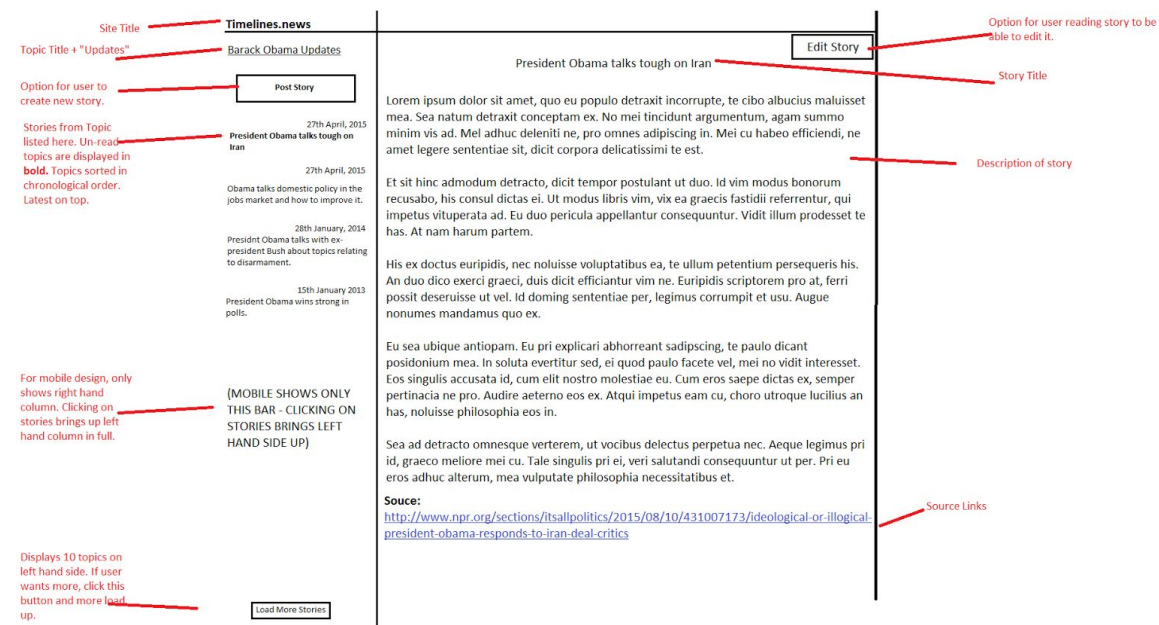 Site Title
Timelines.news
Topic Title + "Updates"
Barack Obama Updates
Option for user to
create new story.
Post Story
Stories from Topic
listed here. Un-read
topics are displayed in
bold. Topics sorted in
chronological order.
Latest on top.
27th April, 2015
President Obama talks tough on
Iran
27th April, 2015
Obama talks domestic policy in the
jobs market and how to improve it.
28th January, 2014
Presidnt Obama talks with ex-
president Bush about topics relating
to disarmament.
15th January 2013
President Obama wins strong in
polls.
For mobile design, only
shows right hand
column. Clicking on
stories brings up left
hand column in full.
(MOBILE SHOWS ONLY
THIS BAR - CLICKING ON
STORIES BRINGS LEFT
HAND SIDE UP)
Displays 10 topics on
left hand side. If user
wants more, click this
button and more load
up.
Load More Stories
Edit Story
Option for user reading story to be
able to edit it.
President Obama talks tough on Iran
Story Title
Lorem ipsum dolor sit amet, quo eu populo detraxit incorrupte, te cibo albucius maluisset
mea. Sea natum detraxit conceptam ex. No mei tincidunt argumentum, agam summo
minim vis ad. Mel adhuc deleniti ne, pro omnes adipiscing in. Mei cu habeo efficiendi, ne
amet legere sententiae sit, dicit corpora delicatissimi te est.
Description of story
Et sit hinc admodum detracto, dicit tempor postulant ut duo. Id vim modus bonorum
recusabo, his consul dictas ei. Ut modus libris vim, vix ea graecis fastidii referrentur, qui
impetus vituperata ad. Eu duo pericula appellantur consequuntur. Vidit illum prodesset te
has. At nam harum partem.
His ex doctus euripidis, nec noluisse voluptatibus ea, te ullum petentium persequeris his.
An duo dico exerci graeci, duis dicit efficiantur vim ne. Euripidis scriptorem pro at, ferri
possit deseruisse ut vel. Id doming sententiae per, legimus corrumpit et usu. Augue
nonumes mandamus quo ex.
Eu sea ubique antiopam. Eu pri explicari abhorreant sadipscing, te paulo dicant
posidonium mea. In soluta evertitur sed, ei quod paulo facete vel, mei no vidit interesset.
Eos singulis accusata id, cum elit nostro molestiae eu. Cum eros saepe dictas ex, semper
pertinacia ne pro. Audire aeterno eos ex. Atqui impetus eam cu, choro utroque lucilius an
has, noluisse philosophia eos in.
Sea ad detracto omnesque verterem, ut vocibus delectus perpetua nec. Aeque legimus pri
id, graeco meliore mei cu. Tale singulis pri ei, veri salutandi consequuntur ut per. Pri eu
eros adhuc alterum, mea vulputate philosophia necessitatibus et.
Souce:
http://www.npr.org/sections/itsallpolitics/2015/08/10/431007173/ideological-or-illogical-
president-obama-responds-to-iran-deal-critics
Source Links